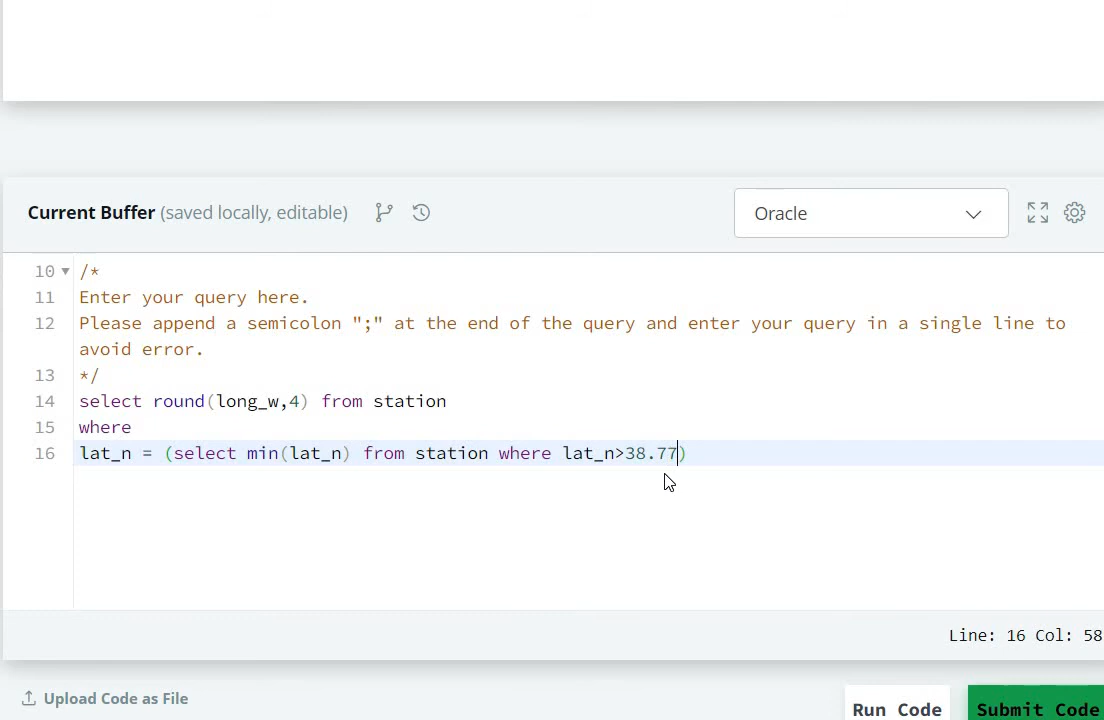 Current Buffer (saved locally, editable)
Oracle
10 /*
11 Enter your query here.
12 Please append a semicolon ";" at the end of the query and enter your query in a single line to
avoid error.
13 */
14 select round(long_w,4) from station
15 where
16 lat_n = (select min(lat_n) from station where lat_n>38.77)
Line: 16 Col: 58
Upload Code as File
Run Code
Submit Code